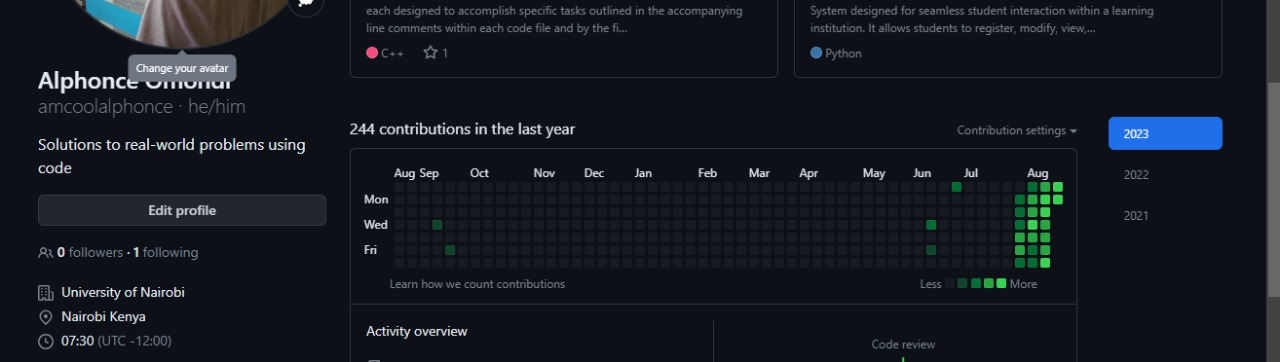 Change your avatar
Alphonce Omondi
amcoolalphonce · he/him
Solutions to real-world problems using
code
Edit profile
0 followers · 1 following
University of Nairobi
Nairobi Kenya
07:30 (UTC -12:00)
each designed to accomplish specific tasks outlined in the accompanying
line comments within each code file and by the fi...
C++ 1
System designed for seamless student interaction within a learning
institution. It allows students to register, modify, view,...
Python
244 contributions in the last year
Contribution settings
Aug Sep Oct Nov Dec Jan Feb Mar Apr May Jun Jul Aug
Mon
Wed
Fri
Learn how we count contributions
Less More
Activity overview
Code review
2023
2022
2021